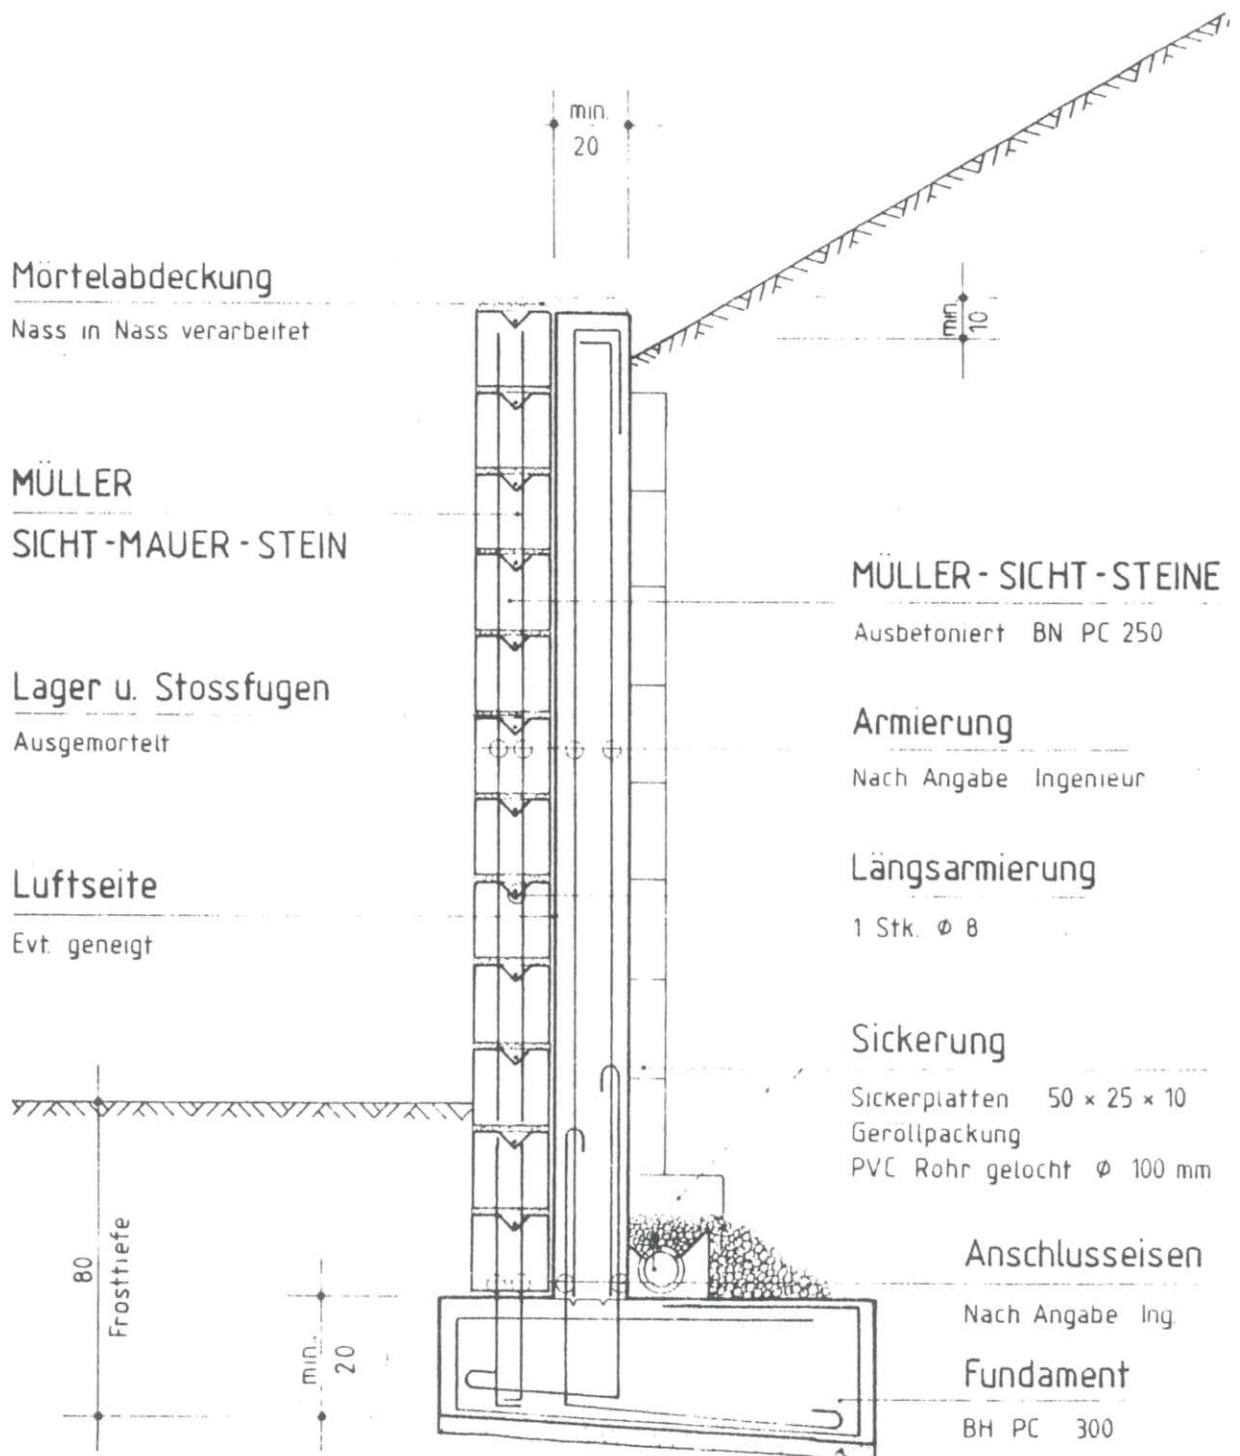 min.
20
Mörtelabdeckung
Nass in Nass verarbeitet
min.
10
MÜLLER
SICHT-MAUER-STEIN
MÜLLER-SICHT-STEINE
Ausbetoniert BN PC 250
Lager u. Stossfugen
Ausgemortelt
Armierung
Nach Angabe Ingenieur
Luftseite
Evt. geneigt
Längsarmierung
1 Stk. Φ 8
Sickerung
Sickerplatten 50 × 25 × 10
Geröllpackung
PVC Rohr gelocht Φ 100 mm
80
Frosttiefe
min.
20
Anschlusseisen
Nach Angabe Ing.
Fundament
BH PC 300